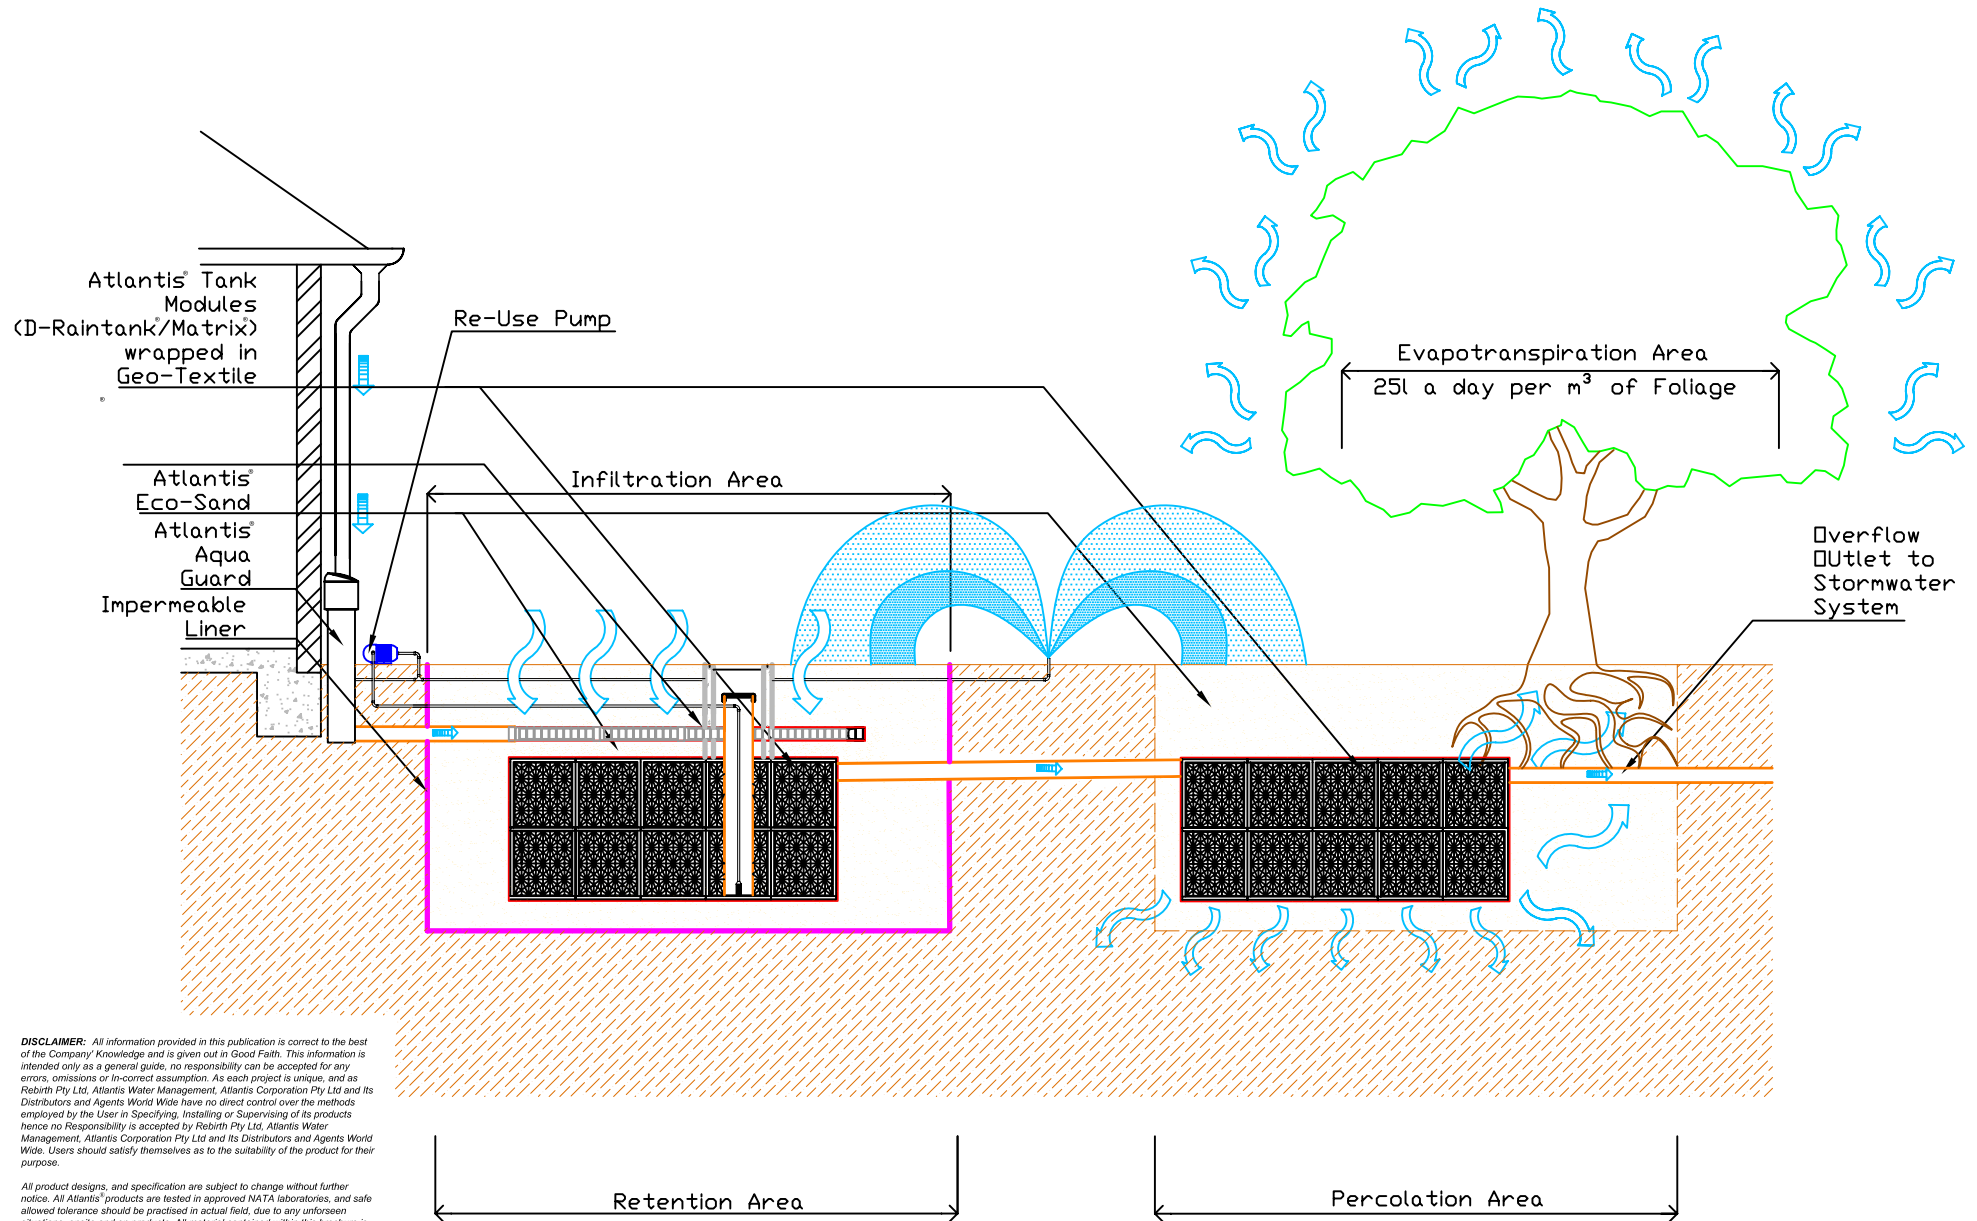 Atlantis® Tank
Modules
(D-Raintank®/Matrix®)
wrapped in
Geo-Textile
®
Re-Use Pump
Atlantis®
Eco-Sand
Atlantis®
Aqua
Guard
Impermeable
Liner
Infiltration Area
Evapotranspiration Area
25l a day per m³ of Foliage
verflow
Utlet to
Stormwater
System
DISCLAIMER: All information provided in this publication is correct to the best
of the Company' Knowledge and is given out in Good Faith. This information is
intended only as a general guide, no responsibility can be accepted for any
errors, omissions or In-correct assumption. As each project is unique, and as
Rebirth Pty Ltd, Atlantis Water Management, Atlantis Corporation Pty Ltd and Its
Distributors and Agents World Wide have no direct control over the methods
employed by the User in Specifying, Installing or Supervising of its products
hence no Responsibility is accepted by Rebirth Pty Ltd, Atlantis Water
Management, Atlantis Corporation Pty Ltd and Its Distributors and Agents World
Wide. Users should satisfy themselves as to the suitability of the product for their
purpose.
All product designs, and specification are subject to change without further
notice. All Atlantis® products are tested in approved NATA laboratories, and safe
allowed tolerance should be practised in actual field, due to any unforseen
Retention Area
Percolation Area